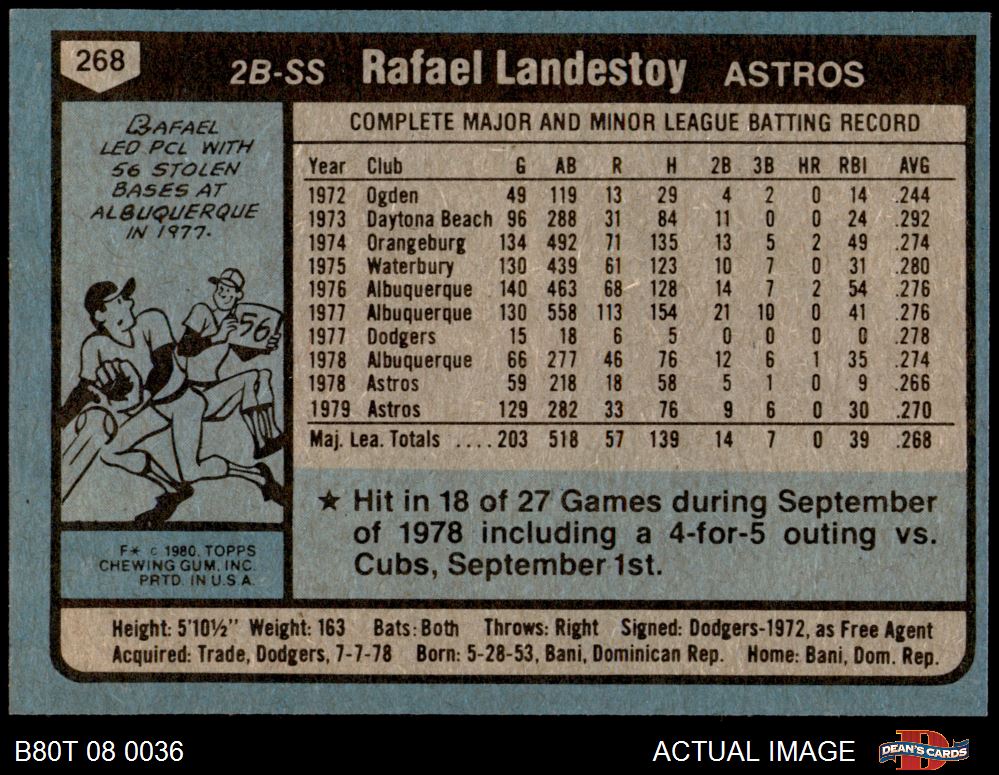 268
2B-SS Rafael Landestoy ASTROS
RAFAEL
LED PCL WITH
56 STOLEN
BASES AT
ALBUQUERQUE
IN 1977.
56!
F* © 1980, TOPPS
CHEWING GUM, INC.
PRTD. IN U.S.A.
COMPLETE MAJOR AND MINOR LEAGUE BATTING RECORD
Year Club G AB R H 2B 3B HR RBI AVG
1972 Ogden 49 119 13 29 4 2 0 14 .244
1973 Daytona Beach 96 288 31 84 11 0 0 24 .292
1974 Orangeburg 134 492 71 135 13 5 2 49 .274
1975 Waterbury 130 439 61 123 10 7 0 31 .280
1976 Albuquerque 140 463 68 128 14 7 2 54 .276
1977 Albuquerque 130 558 113 154 21 10 0 41 .276
1977 Dodgers 15 18 6 5 0 0 0 0 .278
1978 Albuquerque 66 277 46 76 12 6 1 35 .274
1978 Astros 59 218 18 58 5 1 0 9 .266
1979 Astros 129 282 33 76 9 6 0 30 .270
Maj. Lea. Totals .... 203 518 57 139 14 7 0 39 .268
★ Hit in 18 of 27 Games during September
of 1978 including a 4-for-5 outing vs.
Cubs, September 1st.
Height: 5'10½" Weight: 163 Bats: Both Throws: Right Signed: Dodgers-1972, as Free Agent
Acquired: Trade, Dodgers, 7-7-78 Born: 5-28-53, Bani, Dominican Rep. Home: Bani, Dom. Rep.
B80T 08 0036 ACTUAL IMAGE
D
DEAN'S CARDS